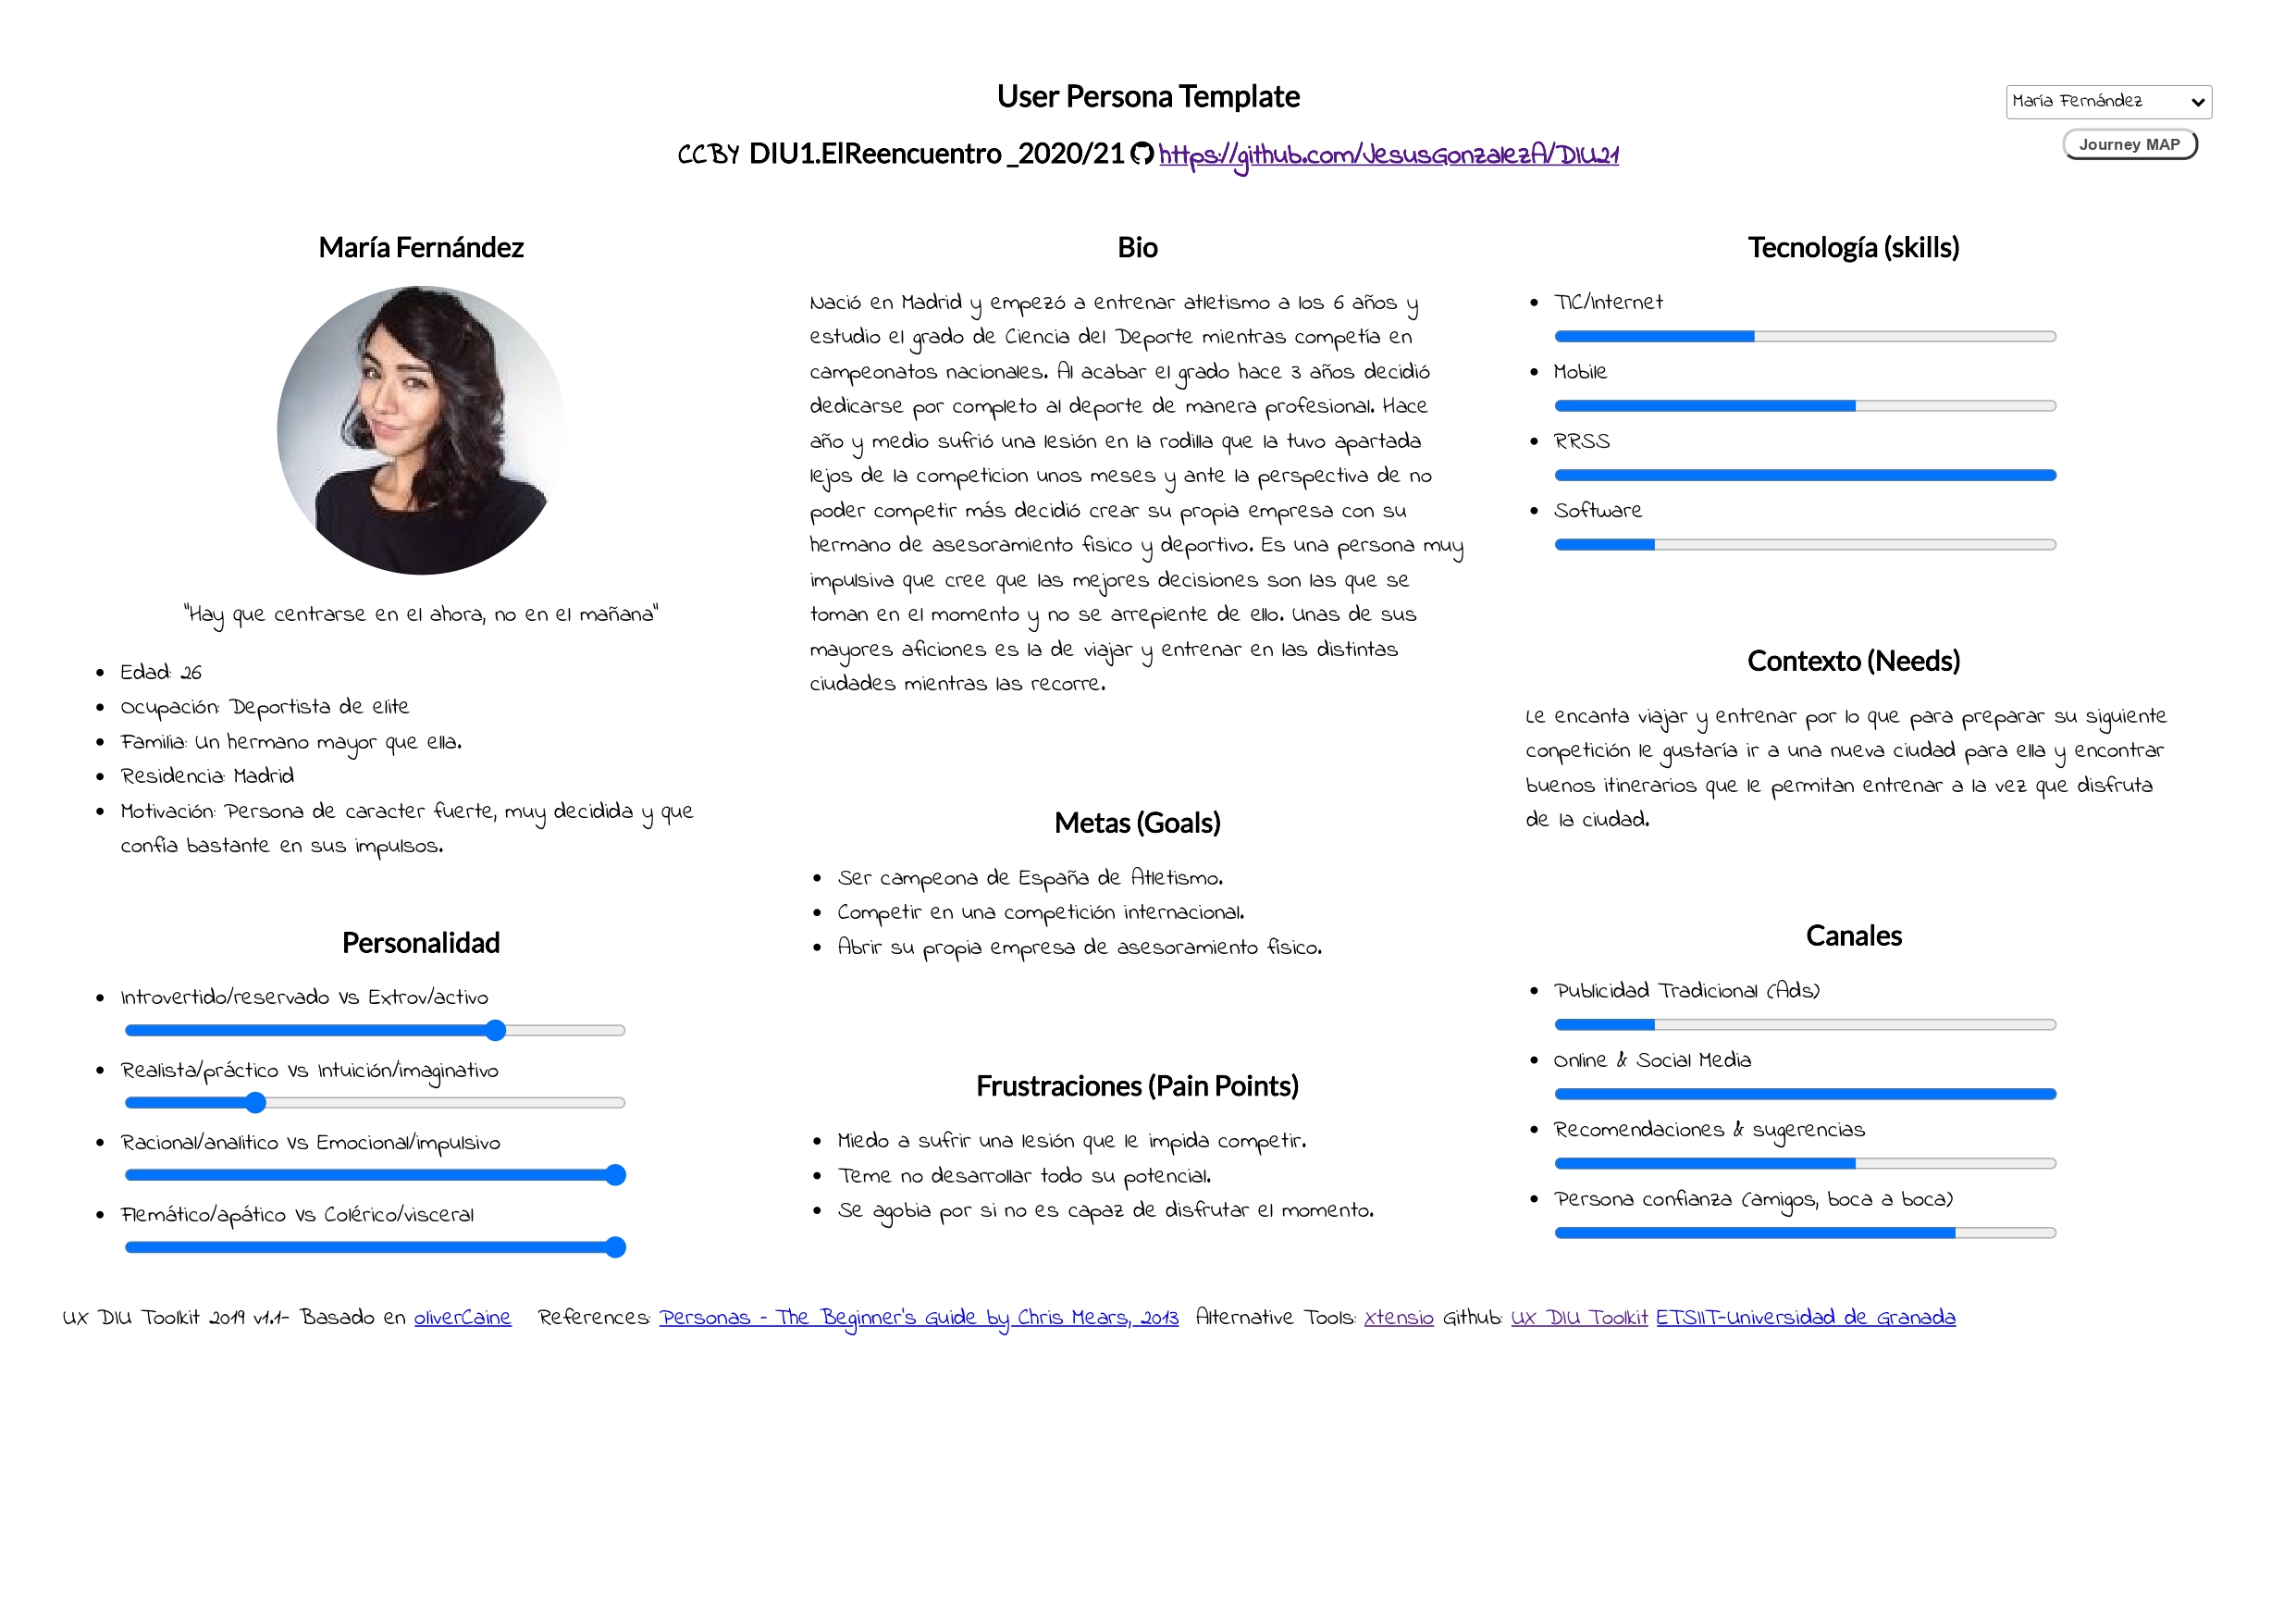 User Persona Template
María Fernández
Journey MAP
CCBY DIU1.ElReencuentro _2020/21 https://github.com/JesusGonzalezA/DIU21
María Fernández
"Hay que centrarse en el ahora, no en el mañana"
Edad: 26
Ocupación: Deportista de elite
Familia: Un hermano mayor que ella.
Residencia: Madrid
Motivación: Persona de caracter fuerte, muy decidida y que
confía bastante en sus impulsos.
Personalidad
Introvertido/reservado Vs Extrov/activo
Realista/práctico Vs Intuición/imaginativo
Racional/analitico Vs Emocional/impulsivo
Flemático/apático Vs Colérico/visceral
Bio
Nació en Madrid y empezó a entrenar atletismo a los 6 años y
estudio el grado de Ciencia del Deporte mientras competía en
campeonatos nacionales. Al acabar el grado hace 3 años decidió
dedicarse por completo al deporte de manera profesional. Hace
año y medio sufrió una lesión en la rodilla que la tuvo apartada
lejos de la competicion unos meses y ante la perspectiva de no
poder competir más decidió crear su propia empresa con su
hermano de asesoramiento fisico y deportivo. Es una persona muy
impulsiva que cree que las mejores decisiones son las que se
toman en el momento y no se arrepiente de ello. Unas de sus
mayores aficiones es la de viajar y entrenar en las distintas
ciudades mientras las recorre.
Metas (Goals)
Ser campeona de España de Atletismo.
Competir en una competición internacional.
Abrir su propia empresa de asesoramiento físico.
Frustraciones (Pain Points)
Miedo a sufrir una lesión que le impida competir.
Teme no desarrollar todo su potencial.
Se agobia por si no es capaz de disfrutar el momento.
Tecnología (skills)
TIC/Internet
Mobile
RRSS
Software
Contexto (Needs)
Le encanta viajar y entrenar por lo que para preparar su siguiente
conpetición le gustaría ir a una nueva ciudad para ella y encontrar
buenos itinerarios que le permitan entrenar a la vez que disfruta
de la ciudad.
Canales
Publicidad Tradicional (Ads)
Online & Social Media
Recomendaciones & sugerencias
Persona confianza (amigos, boca a boca)
UX DIU Toolkit 2019 v1.1- Basado en oliverCaine References: Personas - The Beginner's Guide by Chris Mears, 2013 Alternative Tools: Xtensio Github: UX DIU Toolkit ETSIIT-Universidad de Granada